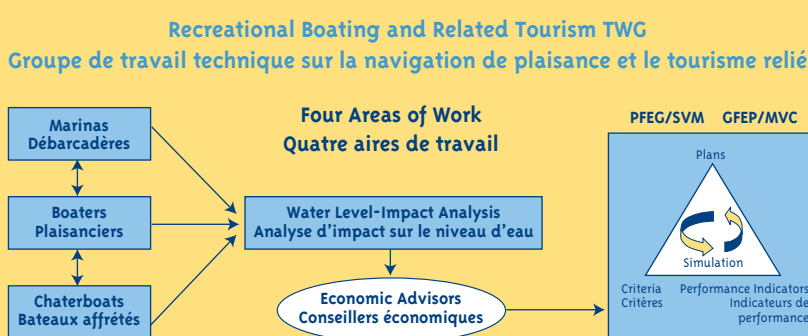 Recreational Boating and Related Tourism TWG
Groupe de travail technique sur la navigation de plaisance et le tourisme relié
Four Areas of Work
Quatre aires de travail
PFEG/SVM GFEP/MVC
Marinas
Débarcadères
Boaters
Plaisanciers
Chaterboats
Bateaux affrétés
Water Level-Impact Analysis
Analyse d'impact sur le niveau d'eau
Economic Advisors
Conseillers économiques
Plans
Simulation
Criteria
Critères
Performance Indicators
Indicateurs de
performance